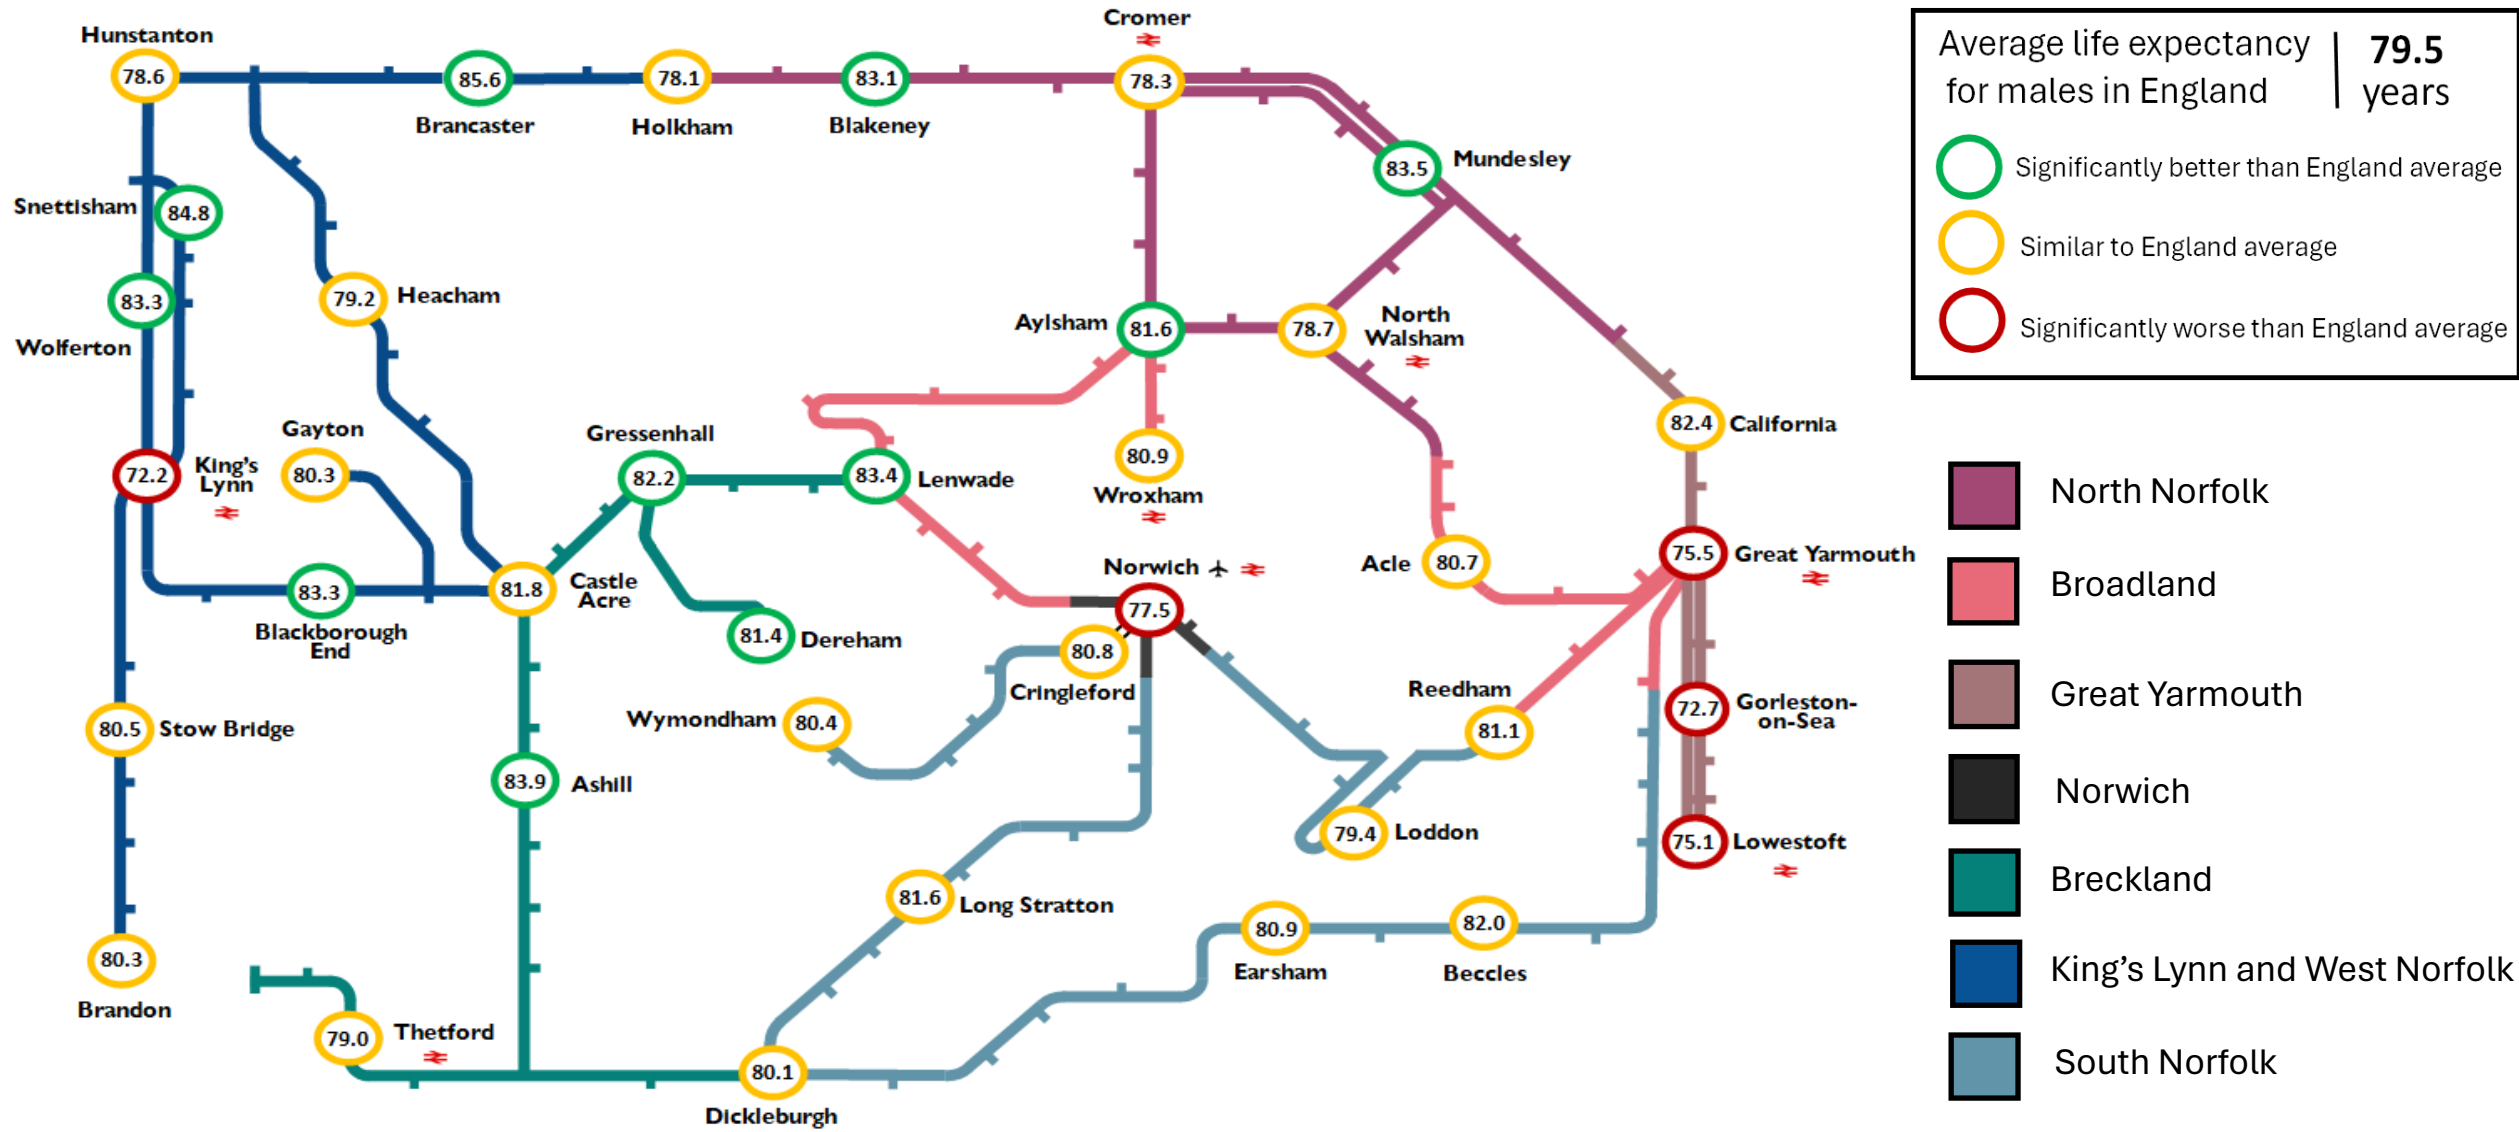 Cromer
Hunstanton
78.6
85.6
78.1
83.1
78.3
Brancaster
Holkham
Blakeney
83.5
Mundesley
Snettisham
84.8
83.3
Wolferton
79.2
Heacham
Aylsham
81.6
78.7
North
Walsham
82.4
California
Gayton
80.3
Gressenhall
82.2
83.4
Lenwade
80.9
Wroxham
72.2
King's
Lynn
Norwich
77.5
Acle
80.7
75.5
Great Yarmouth
83.3
Blackborough
End
81.8
Castle
Acre
81.4
Dereham
80.8
Cringleford
Wymondham
80.4
Reedham
81.1
72.7
Gorleston-
on-Sea
80.5
Stow Bridge
83.9
Ashill
79.4
Loddon
75.1
Lowestoft
81.6
Long Stratton
80.9
Earsham
82.0
Beccles
80.3
Brandon
79.0
Thetford
80.1
Dickleburgh
Average life expectancy
for males in England
79.5
years
Significantly better than England average
Similar to England average
Significantly worse than England average
North Norfolk
Broadland
Great Yarmouth
Norwich
Breckland
King's Lynn and West Norfolk
South Norfolk